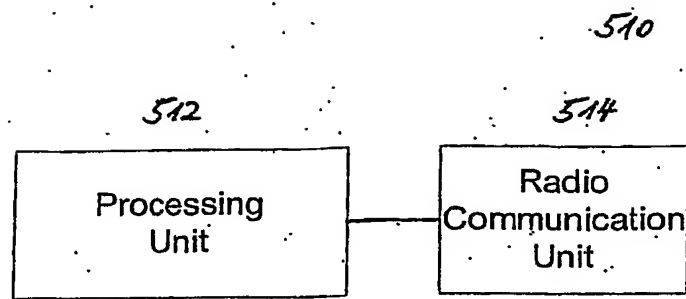 510
512
514
Processing
Unit
Radio
Communication
Unit